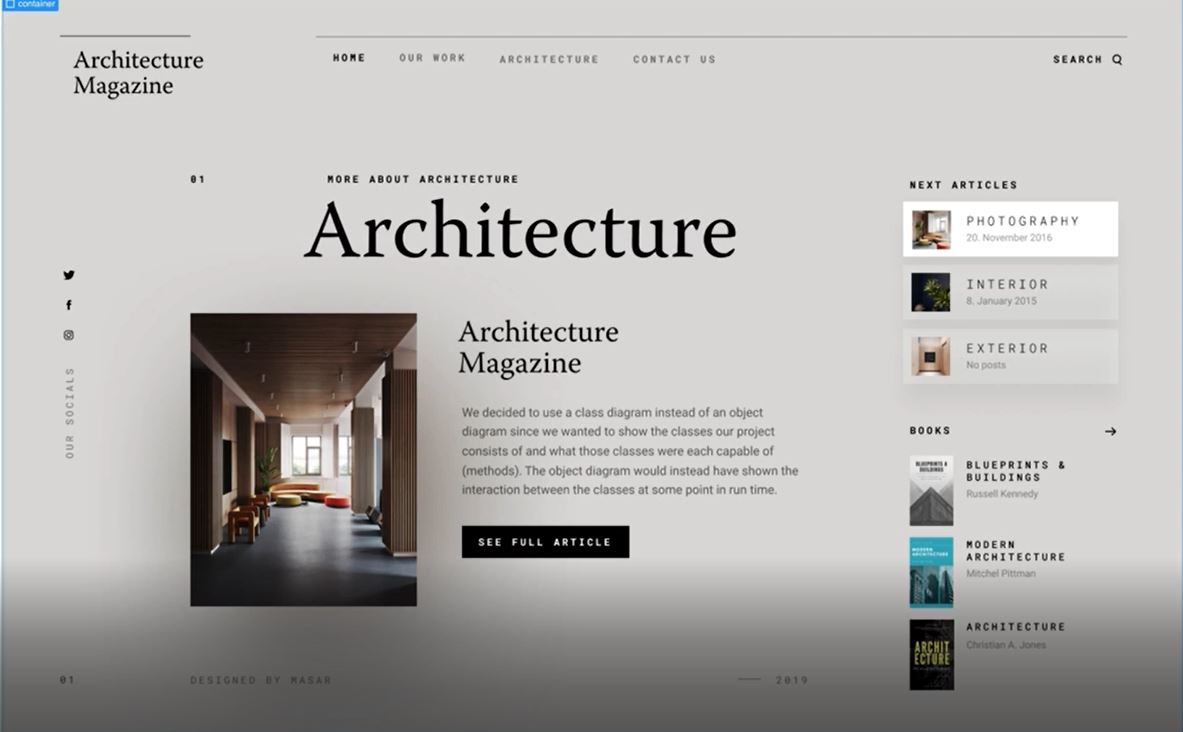 container
Architecture
Magazine
HOME
OUR WORK
ARCHITECTURE
CONTACT US
SEARCH
01
MORE ABOUT ARCHITECTURE
Architecture
OUR SOCIALS
Architecture
Magazine
We decided to use a class diagram instead of an object
diagram since we wanted to show the classes our project
consists of and what those classes were each capable of
(methods). The object diagram would instead have shown the
interaction between the classes at some point in run time.
SEE FULL ARTICLE
NEXT ARTICLES
PHOTOGRAPHY
20. November 2016
INTERIOR
8. January 2015
EXTERIOR
No posts
BOOKS
BLUEPRINTS &
BUILDINGS
BLUEPRINTS &
BUILDINGS
Russell Kennedy
MODERN
ARCHITECTURE
MODERN
ARCHITECTURE
Mitchel Pittman
ARCHIT
ECTURE
ARCHITECTURE
Christian A. Jones
01
DESIGNED BY MASAR
2019